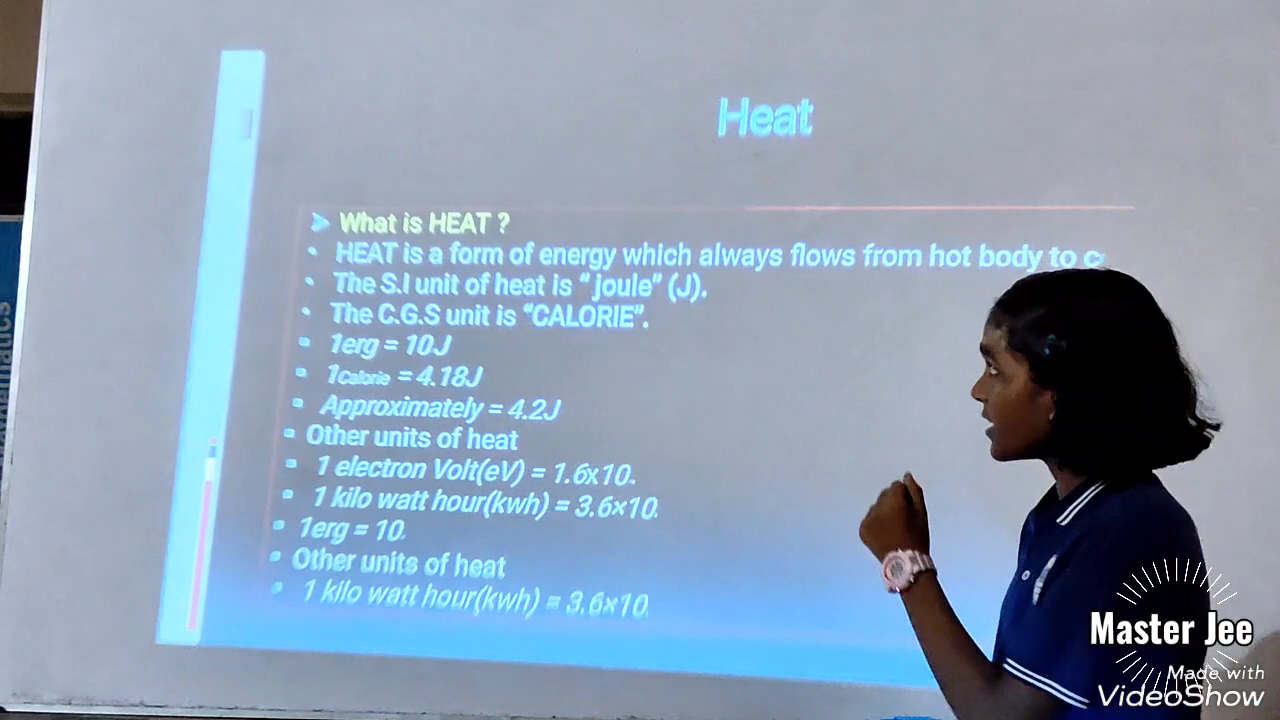 Heat
What is HEAT ?
HEAT is a form of energy which always flows from hot body to
The S.I unit of heat is “ joule” (J).
The C.G.S unit is “CALORIE”.
1erg = 10J
1Calorie = 4.18J
Approximately = 4.2J
Other units of heat
1 electron Volt(eV) = 1.6x10.
1 kilo watt hour(kwh) = 3.6×10.
1erg = 10.
Other units of heat
1 kilo watt hour(kwh) = 3.6×10.
Master Jee
Made with
VideoShow